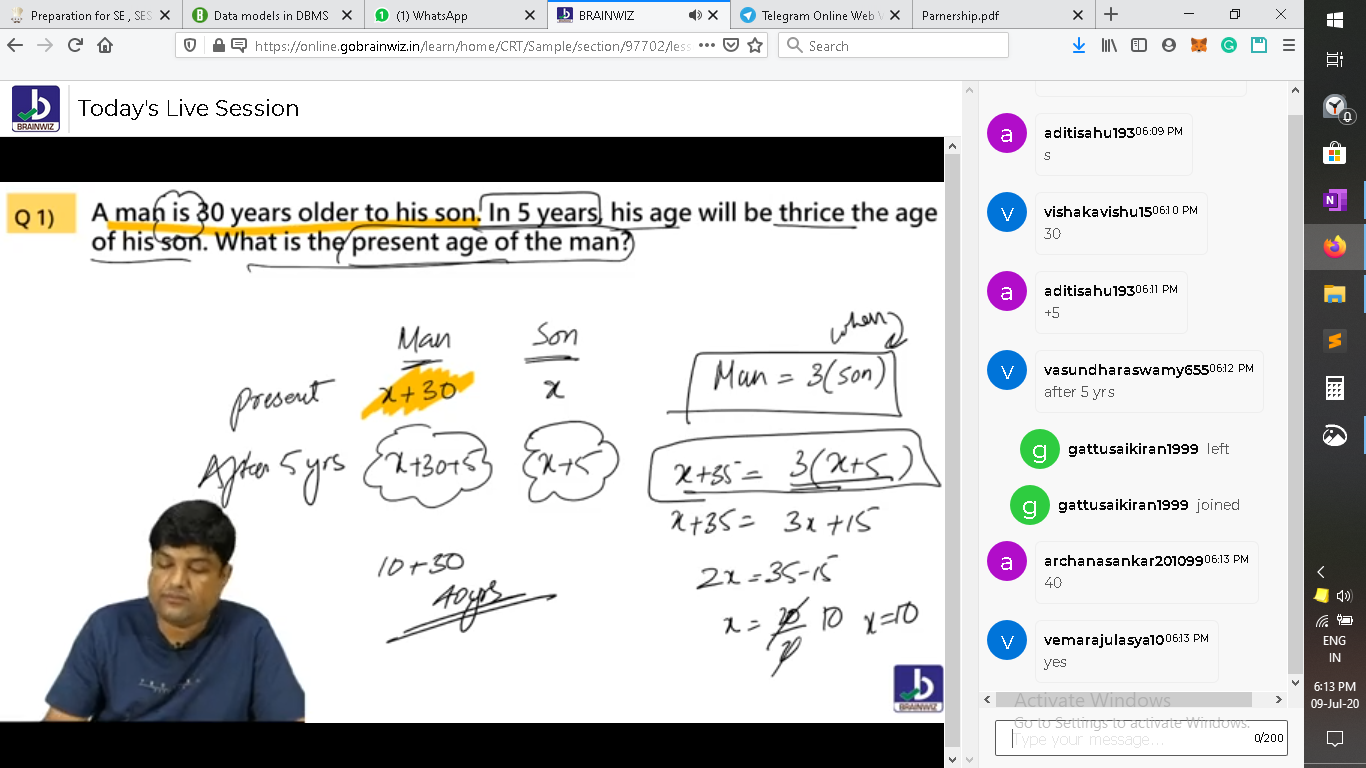 Preparation for SE , SES
Data models in DBMS
(1) WhatsApp
BRAINWIZ
Telegram Online Web V
Parnership.pdf
https://online.gobrainwiz.in/learn/home/CRT/Sample/section/97702/less
Search
BRAINWIZ
Today's Live Session
Q 1)
A man is 30 years older to his son. In 5 years, his age will be thrice the age
of his son. What is the present age of the man?
when
Man
Son
Man = 3(son)
present
x+30
x
After 5 yrs
x+30+5
x+5
x+35 = 3(x+5)
x+35 = 3x+15
10+30
2x = 35-15
40yrs
x = 20 10 x=10
2
BRAINWIZ
a
aditisahu193 06:09 PM
s
v
vishakavishu15 06:10 PM
30
a
aditisahu193 06:11 PM
+5
v
vasundharaswamy655 06:12 PM
after 5 yrs
g
gattusaikiran1999 left
g
gattusaikiran1999 joined
a
archanasankar201099 06:13 PM
40
v
vemarajulasya10 06:13 PM
yes
Activate Windows
Go to Settings to activate Windows.
Type your message...
0/200
ENG
IN
6:13 PM
09-Jul-20